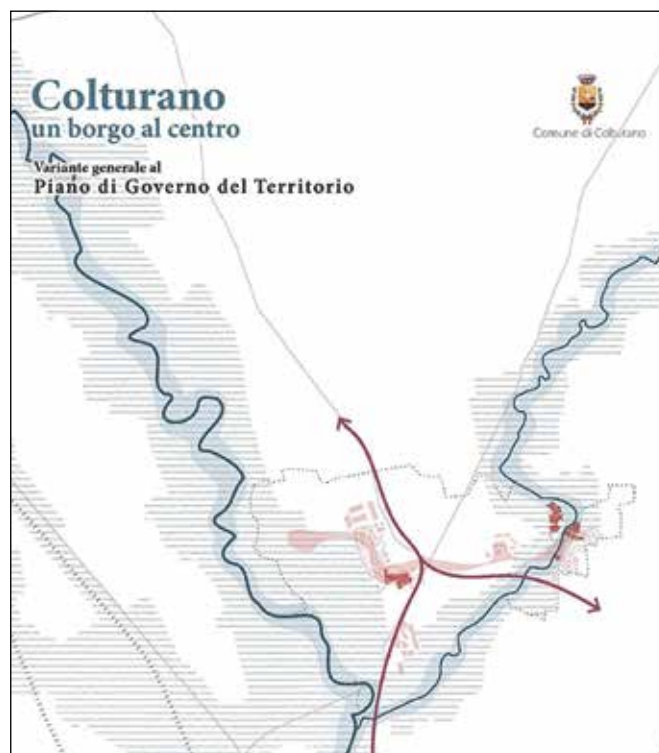 Colturano
un borgo al centro
Comune di Colturano
Variante generale al
Piano di Governo del Territorio